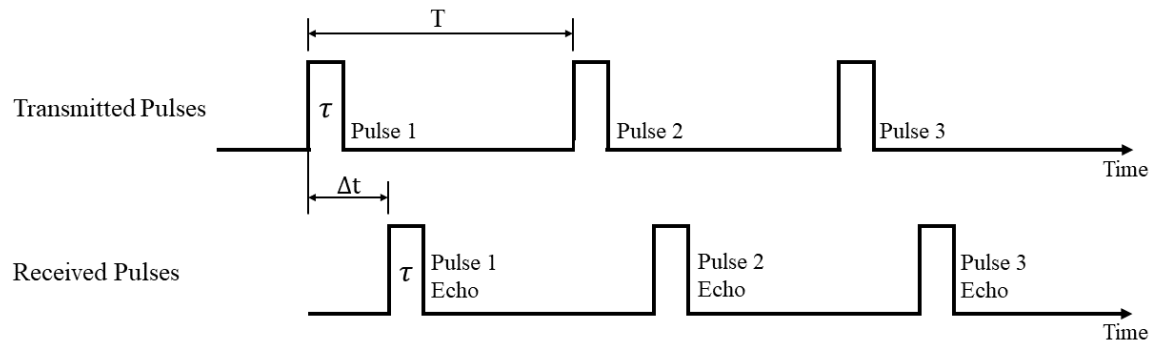 T
Transmitted Pulses
τ
Pulse 1
Pulse 2
Pulse 3
Time
Δt
Received Pulses
τ
Pulse 1
Echo
Pulse 2
Echo
Pulse 3
Echo
Time